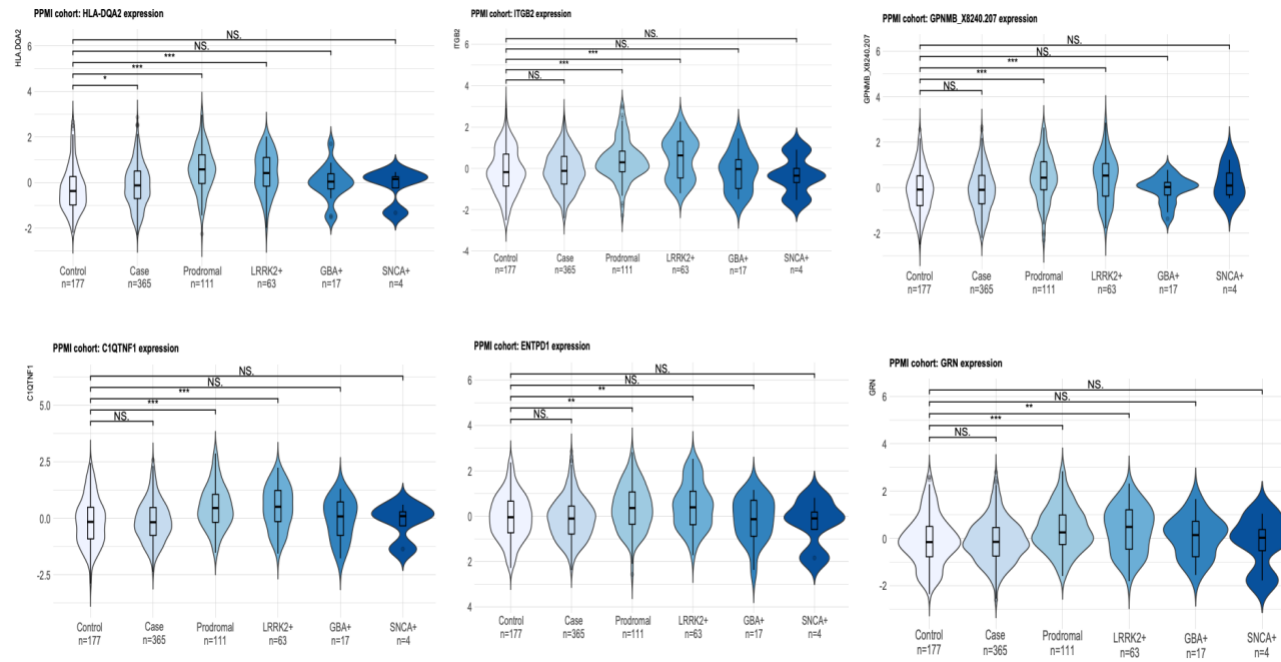 PPMI cohort: HLA-DQA2 expression
HLA.DQA2
6
4
2
0
-2
NS.
NS.
***
***
*
Control
n=177
Case
n=365
Prodromal
n=111
LRRK2+
n=63
GBA+
n=17
SNCA+
n=4
PPMI cohort: ITGB2 expression
ITGB2
6
4
2
0
-2
-4
NS.
NS.
***
***
NS.
Control
n=177
Case
n=365
Prodromal
n=111
LRRK2+
n=63
GBA+
n=17
SNCA+
n=4
PPMI cohort: GPNMB_X8240.207 expression
GPNMB_X8240.207
6
4
2
0
-2
NS.
NS.
***
***
NS.
Control
n=177
Case
n=365
Prodromal
n=111
LRRK2+
n=63
GBA+
n=17
SNCA+
n=4
PPMI cohort: C1QTNF1 expression
C1QTNF1
5.0
2.5
0.0
-2.5
NS.
NS.
***
***
NS.
Control
n=177
Case
n=365
Prodromal
n=111
LRRK2+
n=63
GBA+
n=17
SNCA+
n=4
PPMI cohort: ENTPD1 expression
ENTPD1
6
4
2
0
2
4
NS.
NS.
**
**
NS.
Control
n=177
Case
n=365
Prodromal
n=111
LRRK2+
n=63
GBA+
n=17
SNCA+
n=4
PPMI cohort: GRN expression
GRN
6
4
2
0
-2
NS.
NS.
**
***
NS.
Control
n=177
Case
n=365
Prodromal
n=111
LRRK2+
n=63
GBA+
n=17
SNCA+
n=4